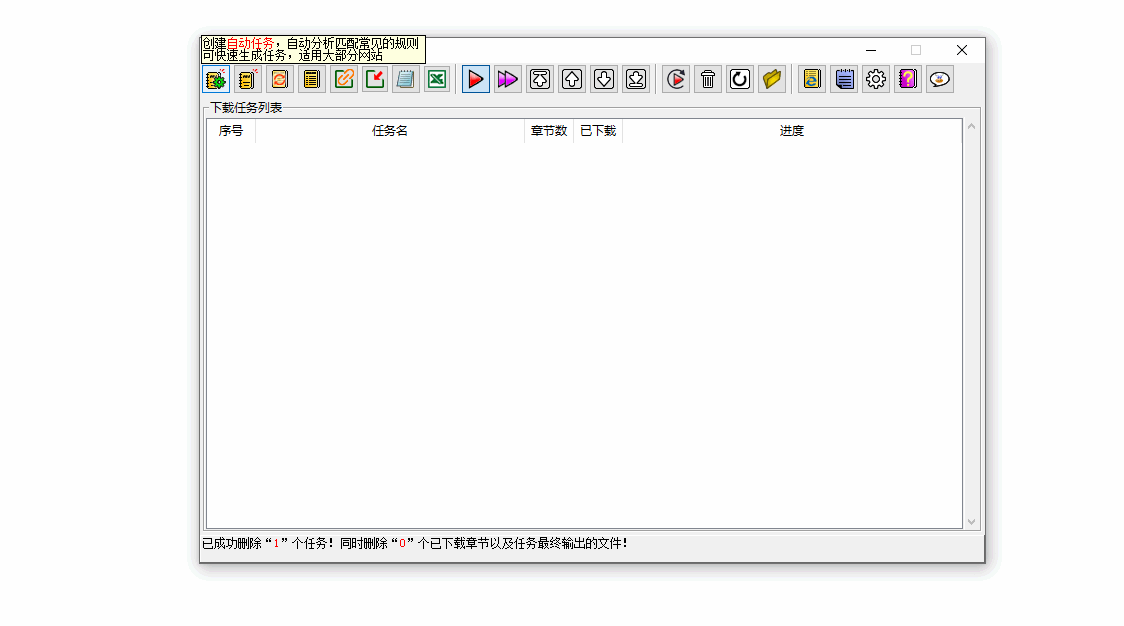 创建自动任务，自动分析匹配常见的规则
可快速生成任务，适用大部分网站
下载任务列表
序号 任务名 章节数 已下载 进度
已成功删除“1”个任务！同时删除“0”个已下载章节以及任务最终输出的文件！